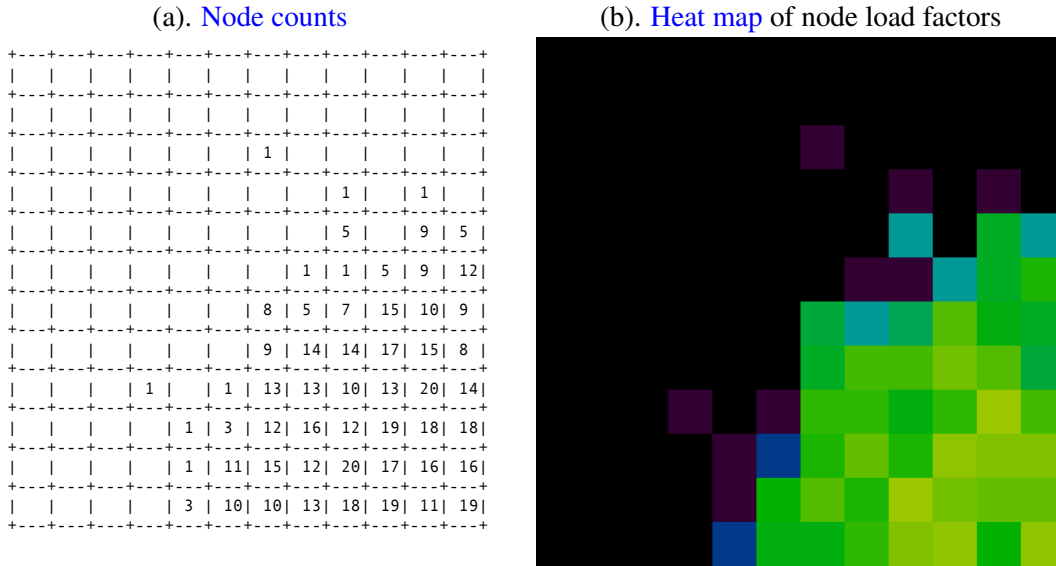 (a). Node counts
+---+---+---+---+---+---+---+---+---+---+---+---+
|   |   |   |   |   |   |   |   |   |   |   |   |
+---+---+---+---+---+---+---+---+---+---+---+---+
|   |   |   |   |   |   |   |   |   |   |   |   |
+---+---+---+---+---+---+---+---+---+---+---+---+
|   |   |   |   |   |   | 1 |   |   |   |   |   |
+---+---+---+---+---+---+---+---+---+---+---+---+
|   |   |   |   |   |   |   |   | 1 |   | 1 |   |
+---+---+---+---+---+---+---+---+---+---+---+---+
|   |   |   |   |   |   |   |   | 5 |   | 9 | 5 |
+---+---+---+---+---+---+---+---+---+---+---+---+
|   |   |   |   |   |   |   | 1 | 1 | 5 | 9 | 12|
+---+---+---+---+---+---+---+---+---+---+---+---+
|   |   |   |   |   |   | 8 | 5 | 7 | 15| 10| 9 |
+---+---+---+---+---+---+---+---+---+---+---+---+
|   |   |   |   |   |   | 9 | 14| 14| 17| 15| 8 |
+---+---+---+---+---+---+---+---+---+---+---+---+
|   |   |   | 1 |   | 1 | 13| 13| 10| 13| 20| 14|
+---+---+---+---+---+---+---+---+---+---+---+---+
|   |   |   |   | 1 | 3 | 12| 16| 12| 19| 18| 18|
+---+---+---+---+---+---+---+---+---+---+---+---+
|   |   |   |   | 1 | 11| 15| 12| 20| 17| 16| 16|
+---+---+---+---+---+---+---+---+---+---+---+---+
|   |   |   |   | 3 | 10| 10| 13| 18| 19| 11| 19|
+---+---+---+---+---+---+---+---+---+---+---+---+
(b). Heat map of node load factors